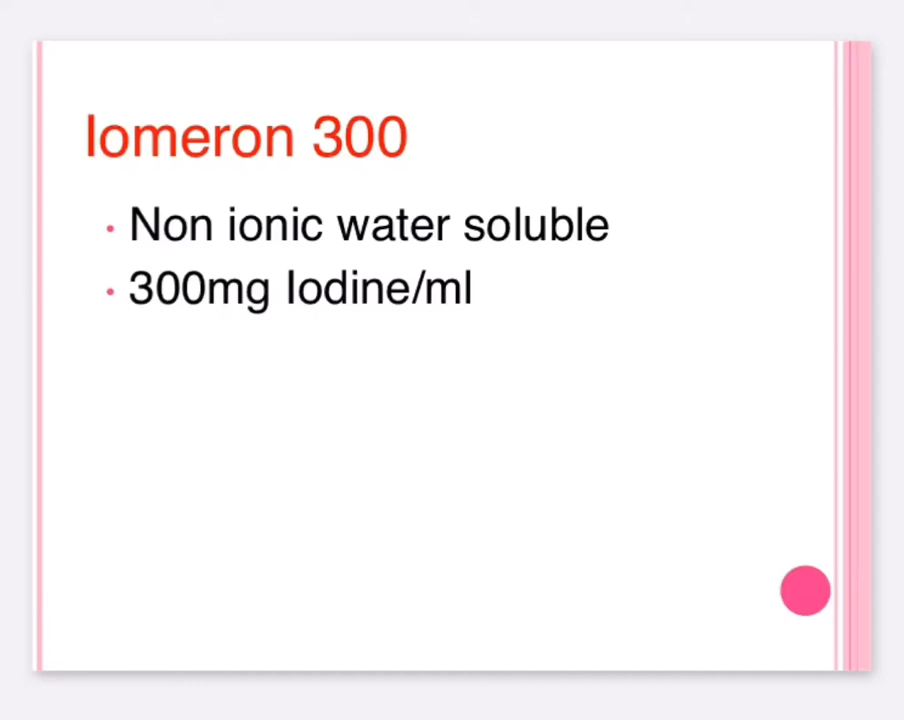 Iomeron 300
• Non ionic water soluble
• 300mg Iodine/ml